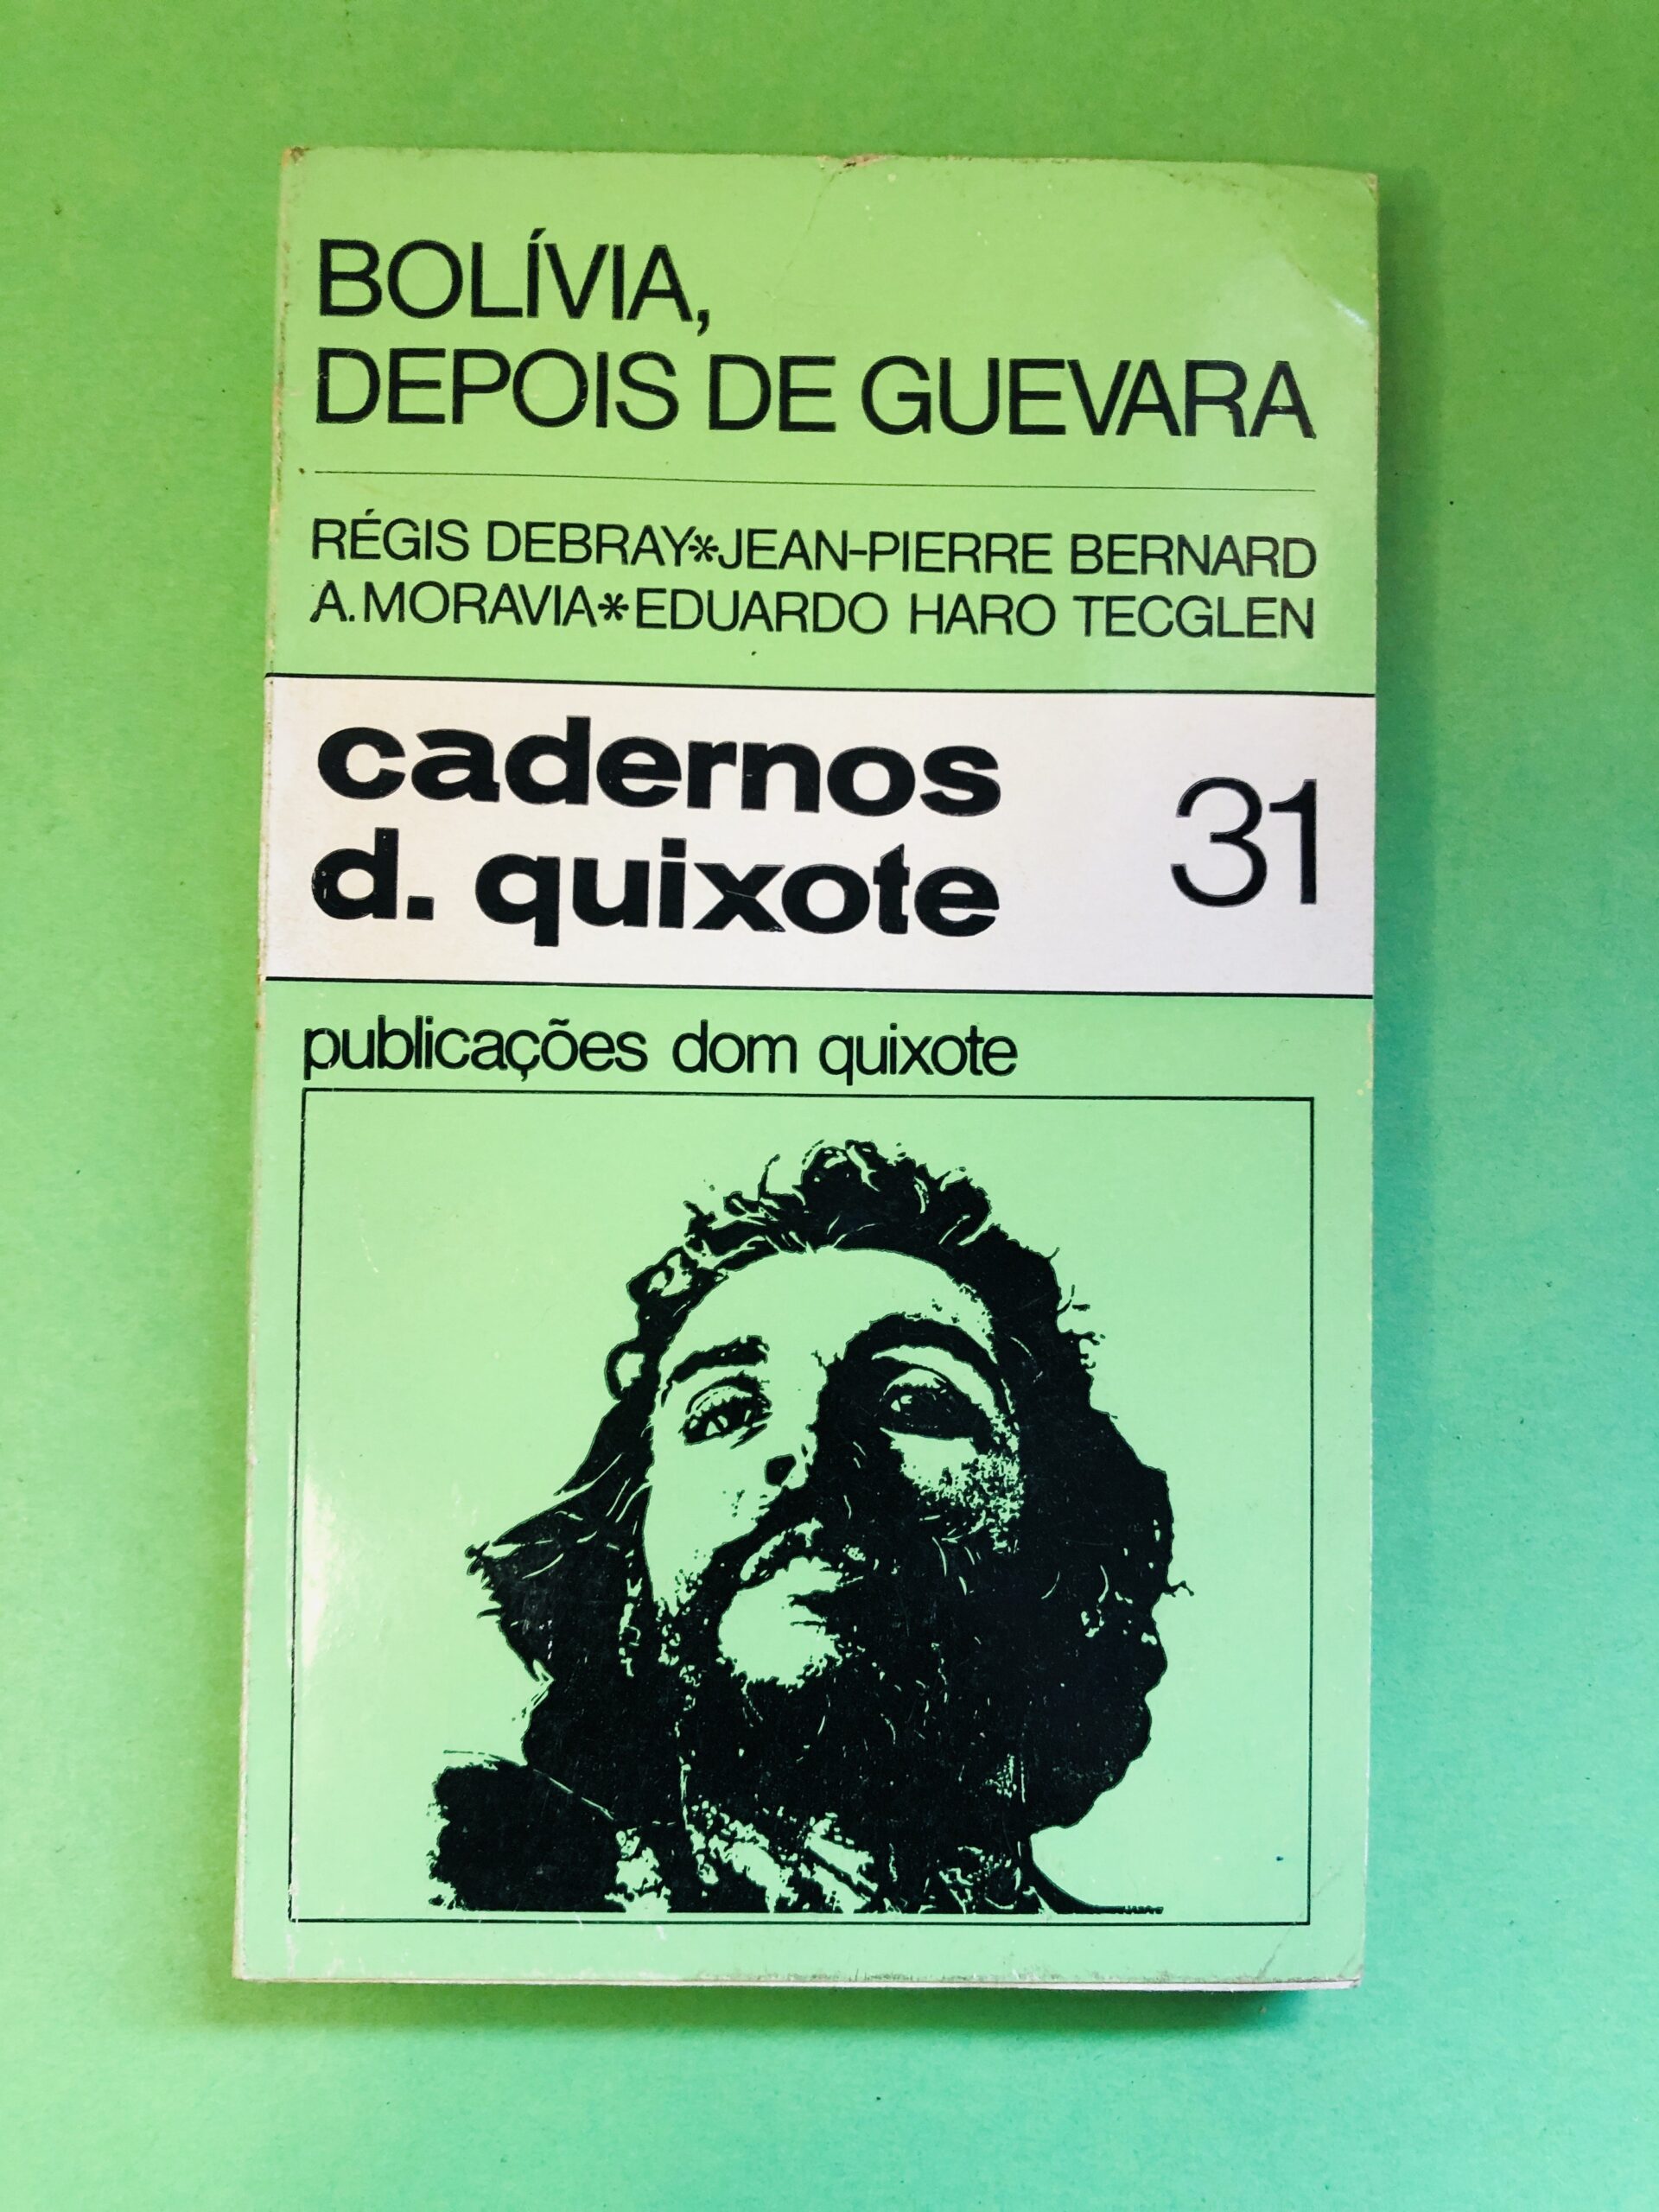 BOLÍVIA,
DEPOIS DE GUEVARA
RÉGIS DEBRAY*JEAN-PIERRE BERNARD
A. MORAVIA*EDUARDO HARO TECGLEN
cadernos
d. quixote
31
publicações dom quixote